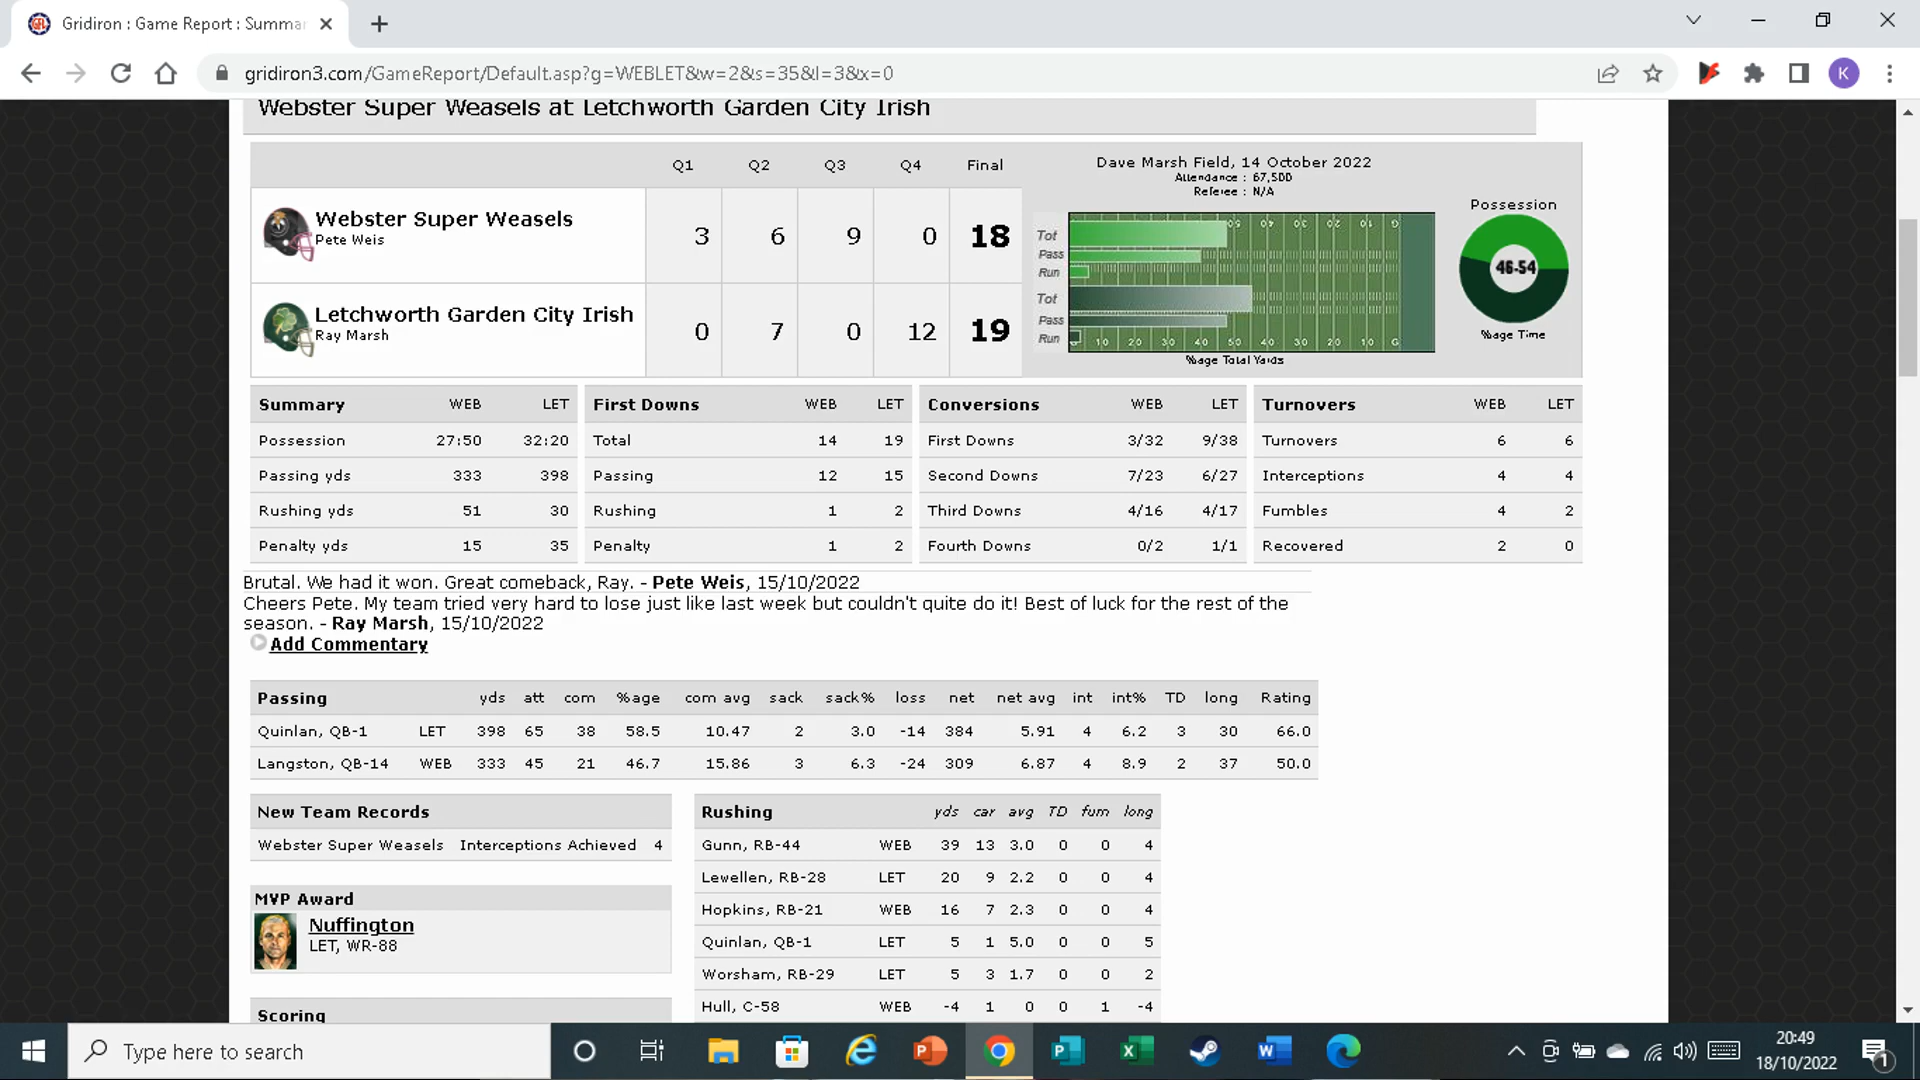 Gridiron : Game Report : Summa
gridiron3.com/GameReport/Default.asp?g=WEBLET&w=2&s=35&l=3&x=0
K
Webster Super Weasels at Letchworth Garden City Irish
Q1 Q2 Q3 Q4 Final
Webster Super Weasels 3 6 9 0 18
Pete Weis
Letchworth Garden City Irish 0 7 0 12 19
Ray Marsh
Dave Marsh Field, 14 October 2022
Attendance : 67,500
Referee : N/A
Tot
Pass
Run
Tot
Pass
Run
10 20 30 40 50 40 30 20 10 G
%age Total Yards
Possession
46-54
%age Time
Summary WEB LET
Possession 27:50 32:20
Passing yds 333 398
Rushing yds 51 30
Penalty yds 15 35
First Downs WEB LET
Total 14 19
Passing 12 15
Rushing 1 2
Penalty 1 2
Conversions WEB LET
First Downs 3/32 9/38
Second Downs 7/23 6/27
Third Downs 4/16 4/17
Fourth Downs 0/2 1/1
Turnovers WEB LET
Turnovers 6 6
Interceptions 4 4
Fumbles 4 2
Recovered 2 0
Brutal. We had it won. Great comeback, Ray. - Pete Weis, 15/10/2022
Cheers Pete. My team tried very hard to lose just like last week but couldn't quite do it! Best of luck for the rest of the
season. - Ray Marsh, 15/10/2022
Add Commentary
Passing yds att com %age com avg sack sack% loss net net avg int int% TD long Rating
Quinlan, QB-1 LET 398 65 38 58.5 10.47 2 3.0 -14 384 5.91 4 6.2 3 30 66.0
Langston, QB-14 WEB 333 45 21 46.7 15.86 3 6.3 -24 309 6.87 4 8.9 2 37 50.0
New Team Records
Webster Super Weasels Interceptions Achieved 4
MVP Award
Nuffington
LET, WR-88
Scoring
Rushing yds car avg TD fum long
Gunn, RB-44 WEB 39 13 3.0 0 0 4
Lewellen, RB-28 LET 20 9 2.2 0 0 4
Hopkins, RB-21 WEB 16 7 2.3 0 0 4
Quinlan, QB-1 LET 5 1 5.0 0 0 5
Worsham, RB-29 LET 5 3 1.7 0 0 2
Hull, C-58 WEB -4 1 0 0 1 -4
Type here to search
20:49
18/10/2022
1